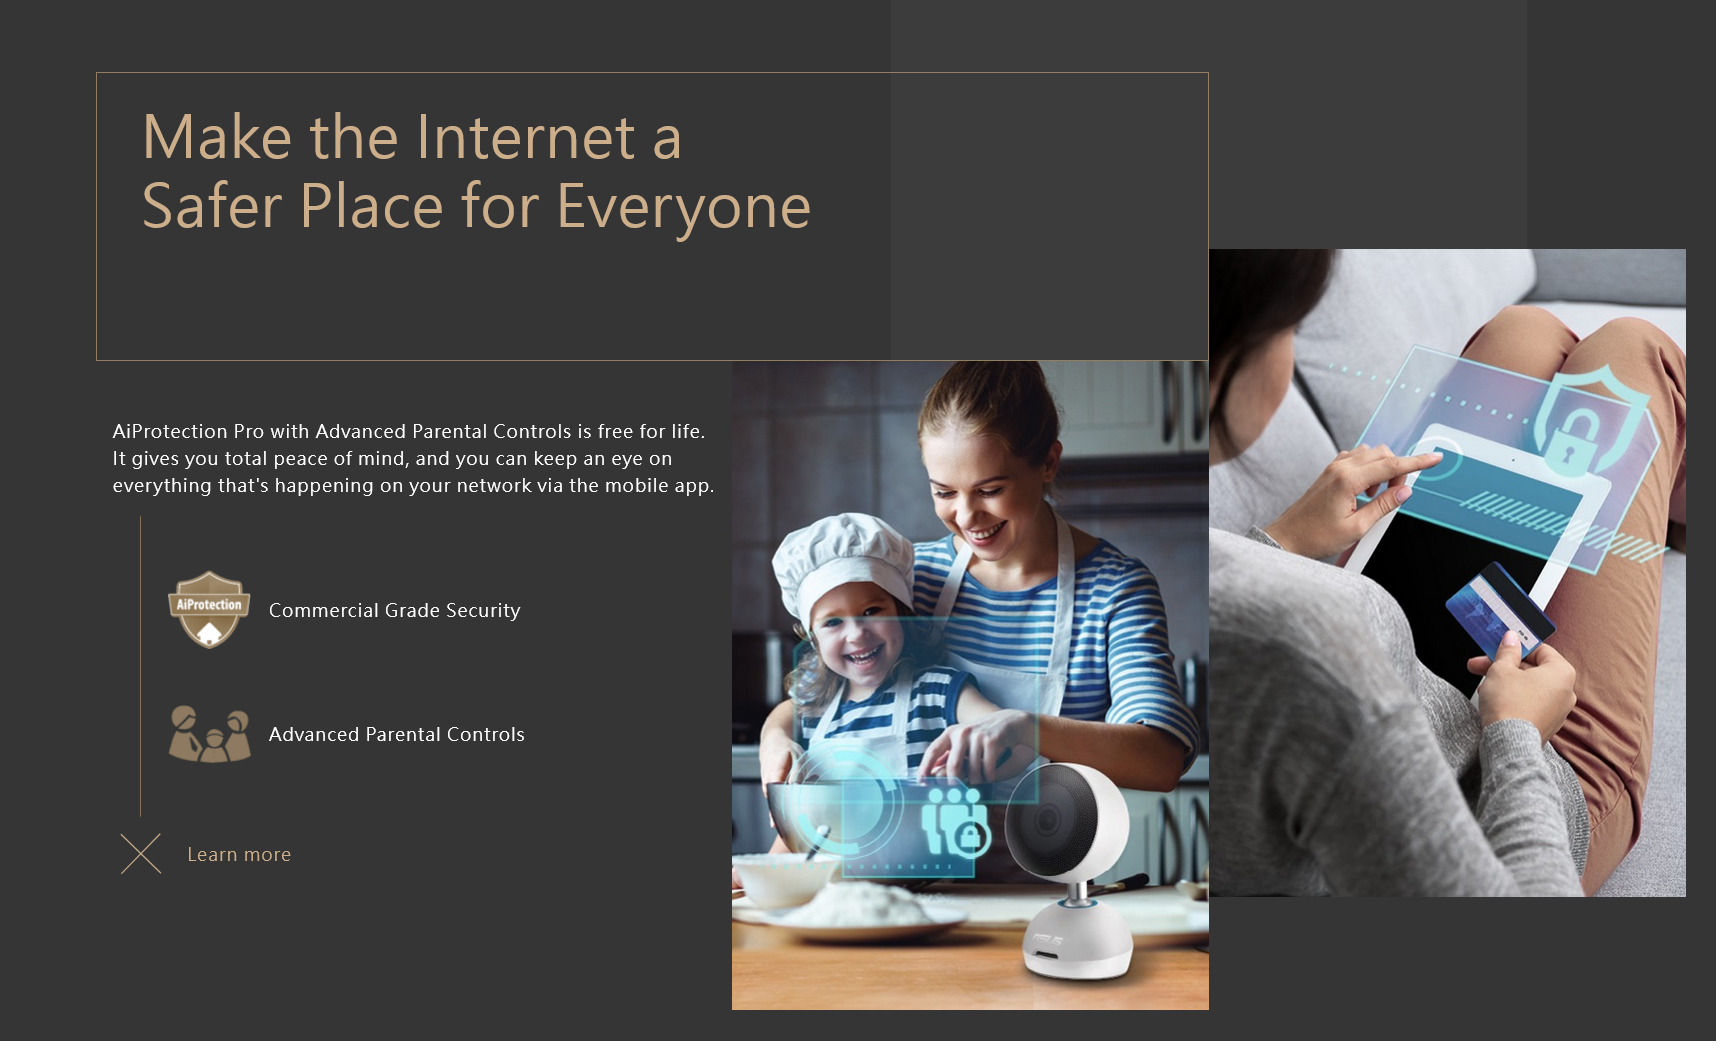 Make the Internet a
Safer Place for Everyone
AiProtection Pro with Advanced Parental Controls is free for life.
It gives you total peace of mind, and you can keep an eye on
everything that's happening on your network via the mobile app.
AiProtection
Commercial Grade Security
Advanced Parental Controls
Learn more
ASUS